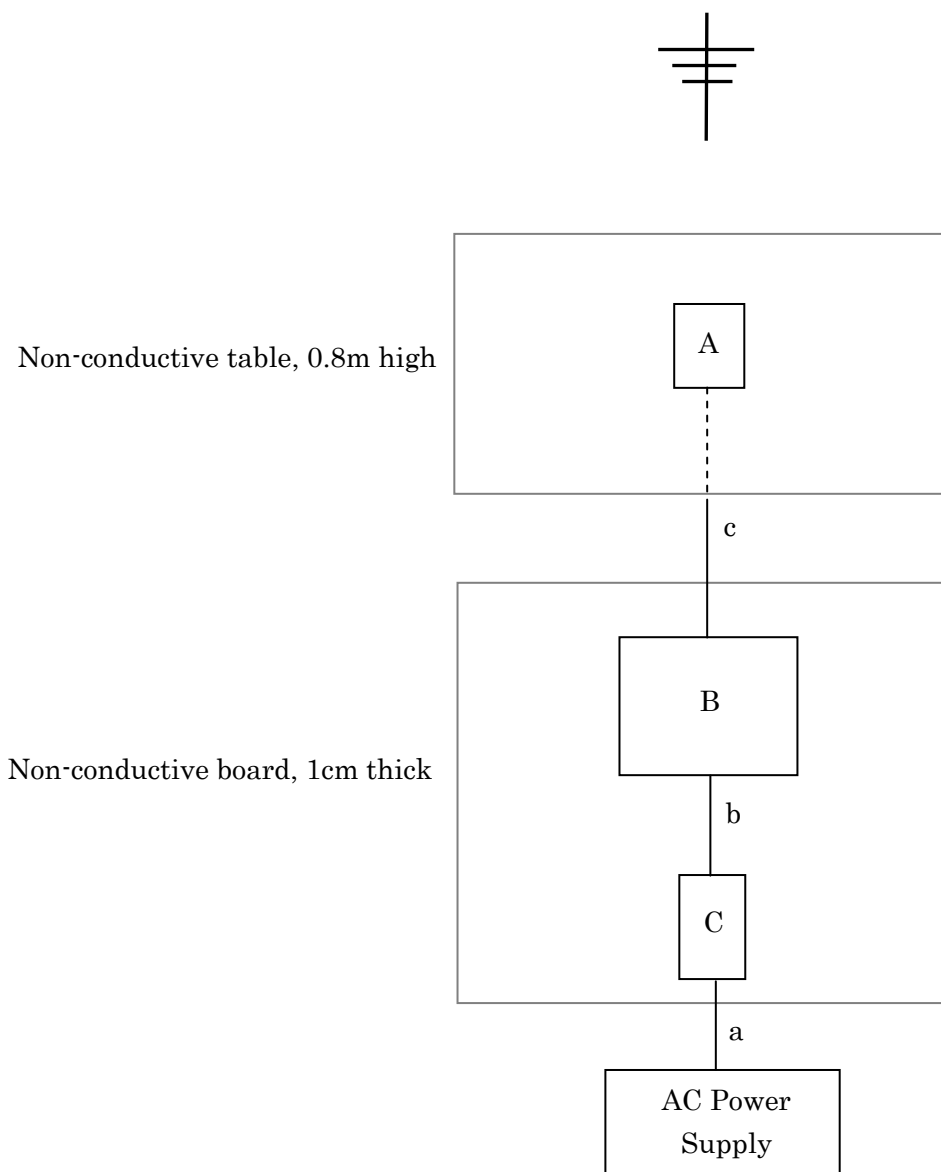 Non-conductive table, 0.8m high
A
c
B
Non-conductive board, 1cm thick
b
C
a
AC Power
Supply